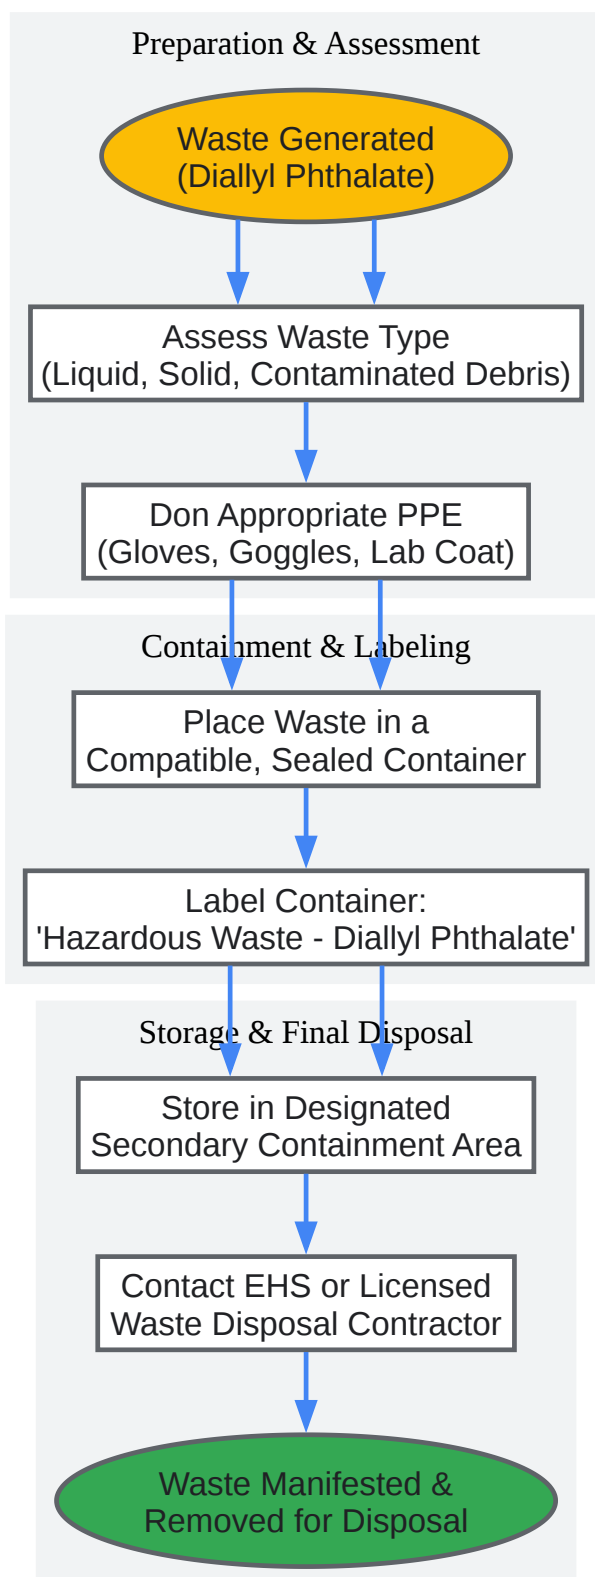 Preparation & Assessment
Waste Generated
(Diallyl Phthalate)
Assess Waste Type
(Liquid, Solid, Contaminated Debris)
Don Appropriate PPE
(Gloves, Goggles, Lab Coat)
Containment & Labeling
Place Waste in a
Compatible, Sealed Container
Label Container:
'Hazardous Waste - Diallyl Phthalate'
Storage & Final Disposal
Store in Designated
Secondary Containment Area
Contact EHS or Licensed
Waste Disposal Contractor
Waste Manifested &
Removed for Disposal